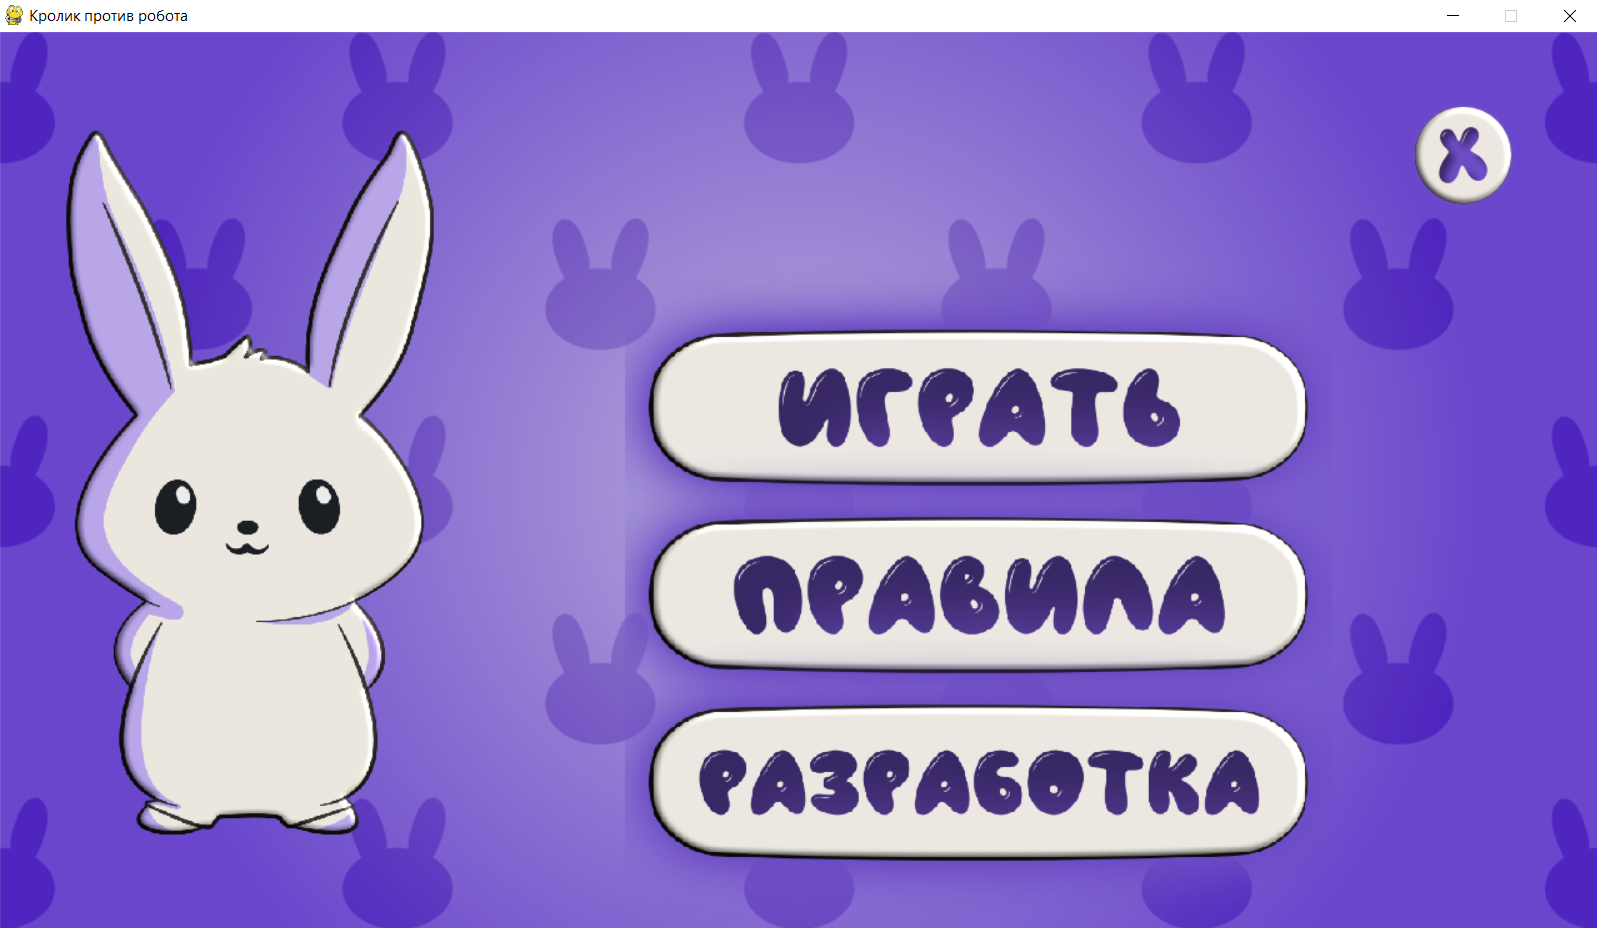 Кролик против робота
X
ИГРАТЬ
ПРАВИЛА
РАЗРАБОТКА